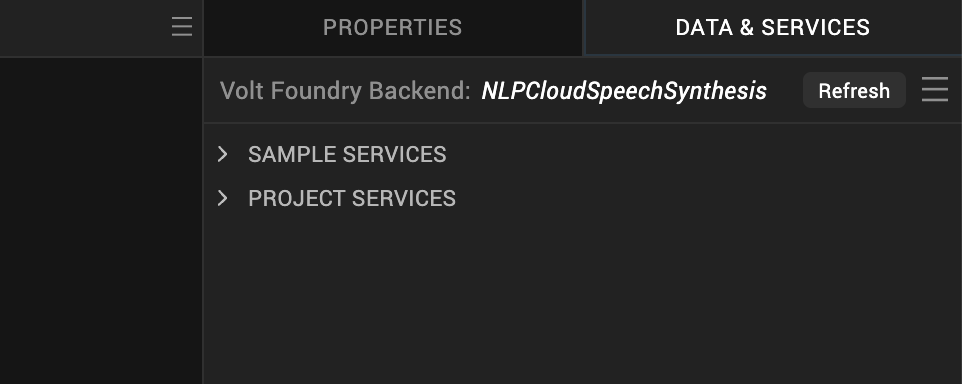 PROPERTIES
DATA & SERVICES
Volt Foundry Backend: NLPCloudSpeechSynthesis Refresh
SAMPLE SERVICES
PROJECT SERVICES